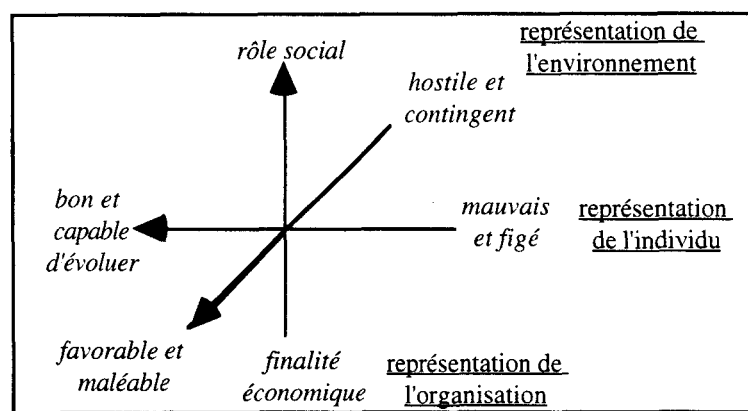 représentation de
l'environnement
rôle social
hostile et
contingent
bon et
capable
d'évoluer
mauvais
et figé
représentation
de l'individu
favorable et
maléable
finalité
économique
représentation de
l'organisation